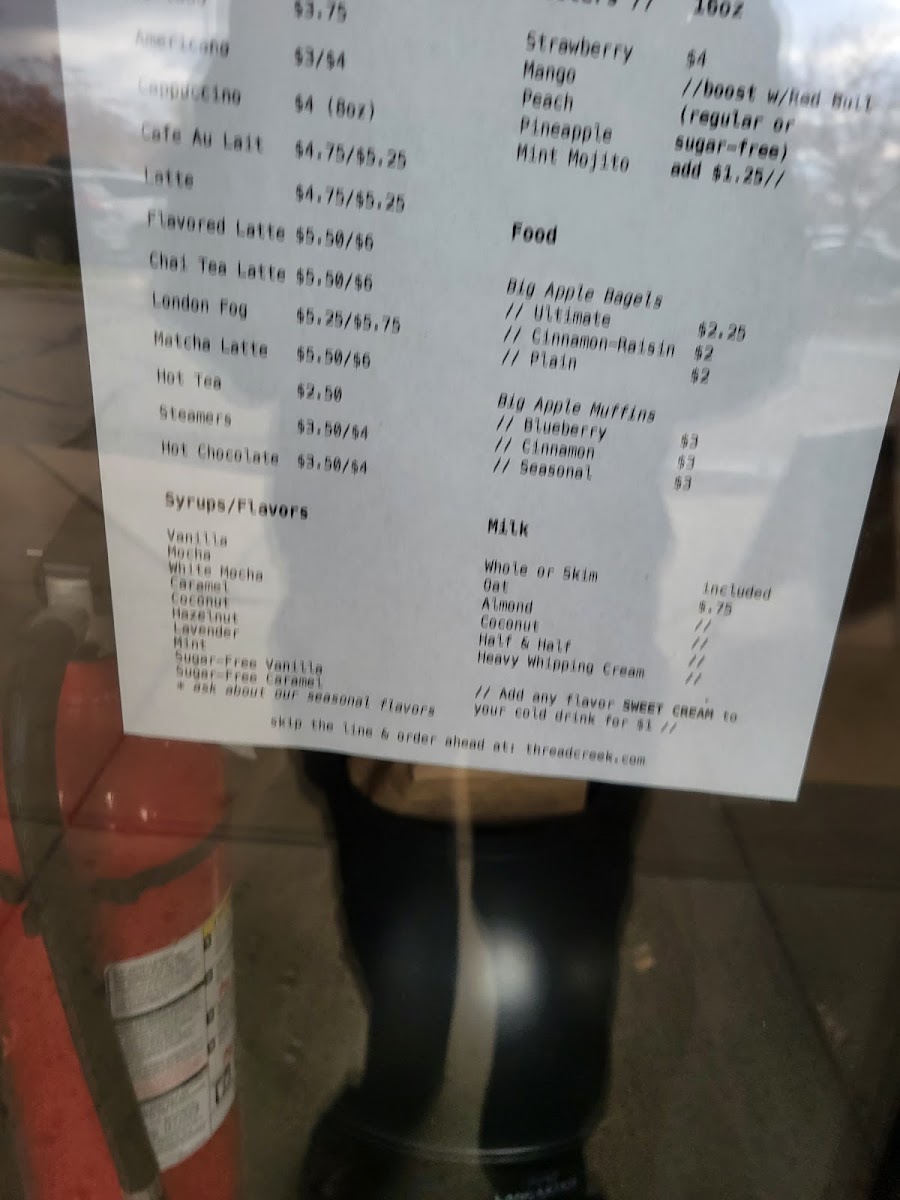 $3.75
Americano $3/$4
Cappuccino $4 (8oz)
Cafe Au Lait $4.75/$5.25
Latte $4.75/$5.25
Flavored Latte $5.50/$6
Chai Tea Latte $5.50/$6
London Fog $5.25/$5.75
Matcha Latte $5.50/$6
Hot Tea $2.50
Steamers $3.50/$4
Hot Chocolate $3.50/$4
Syrups/Flavors
Vanilla
Mocha
White Mocha
Caramel
Coconut
Hazelnut
Lavender
Mint
Sugar-Free Vanilla
Sugar-Free Caramel
* ask about our seasonal flavors
// 16oz
Strawberry $4
Mango //boost w/Red Bull
Peach (regular or
Pineapple sugar-free)
Mint Mojito add $1.25//
Food
Big Apple Bagels
// Ultimate $2.25
// Cinnamon-Raisin $2
// Plain $2
Big Apple Muffins
// Blueberry $3
// Cinnamon $3
// Seasonal $3
Milk
Whole or Skim included
Oat $.75
Almond //
Coconut //
Half & Half //
Heavy Whipping Cream //
// Add any flavor SWEET CREAM to
your cold drink for $1 //
skip the line & order ahead at: threadcreek.com